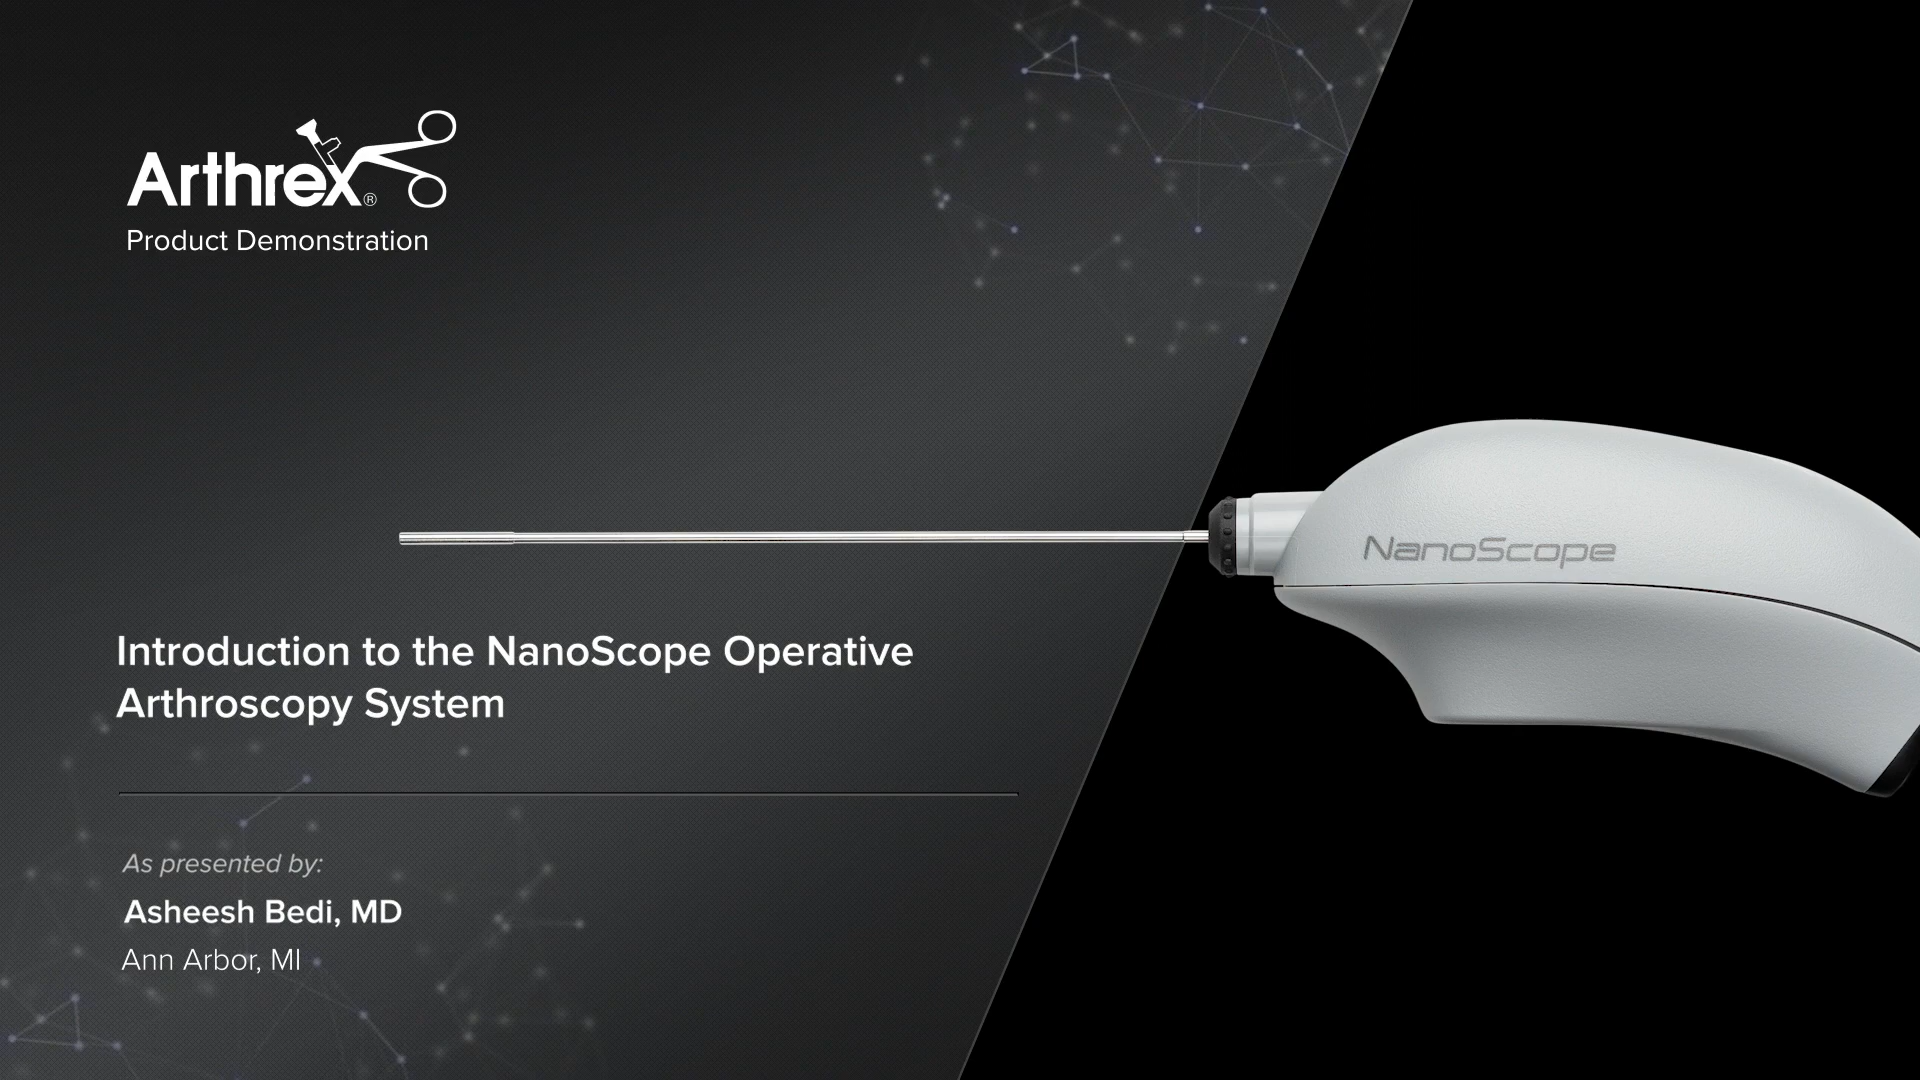 Arthrex®
Product Demonstration
NanoScope
Introduction to the NanoScope Operative
Arthroscopy System
As presented by:
Asheesh Bedi, MD
Ann Arbor, MI